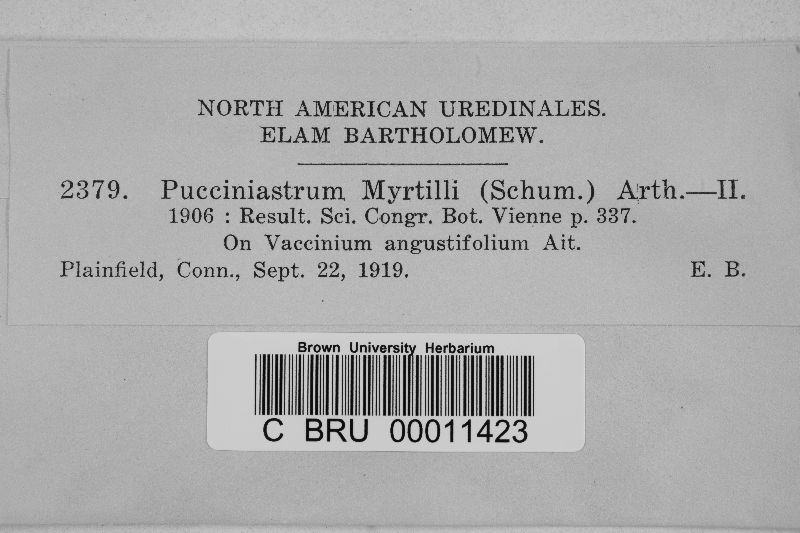 NORTH AMERICAN UREDINALES.
ELAM BARTHOLOMEW.
2379. Pucciniastrum Myrtilli (Schum.) Arth.—II.
1906 : Result. Sci. Congr. Bot. Vienne p. 337.
On Vaccinium angustifolium Ait.
Plainfield, Conn., Sept. 22, 1919. E. B.
Brown University Herbarium
C BRU 00011423